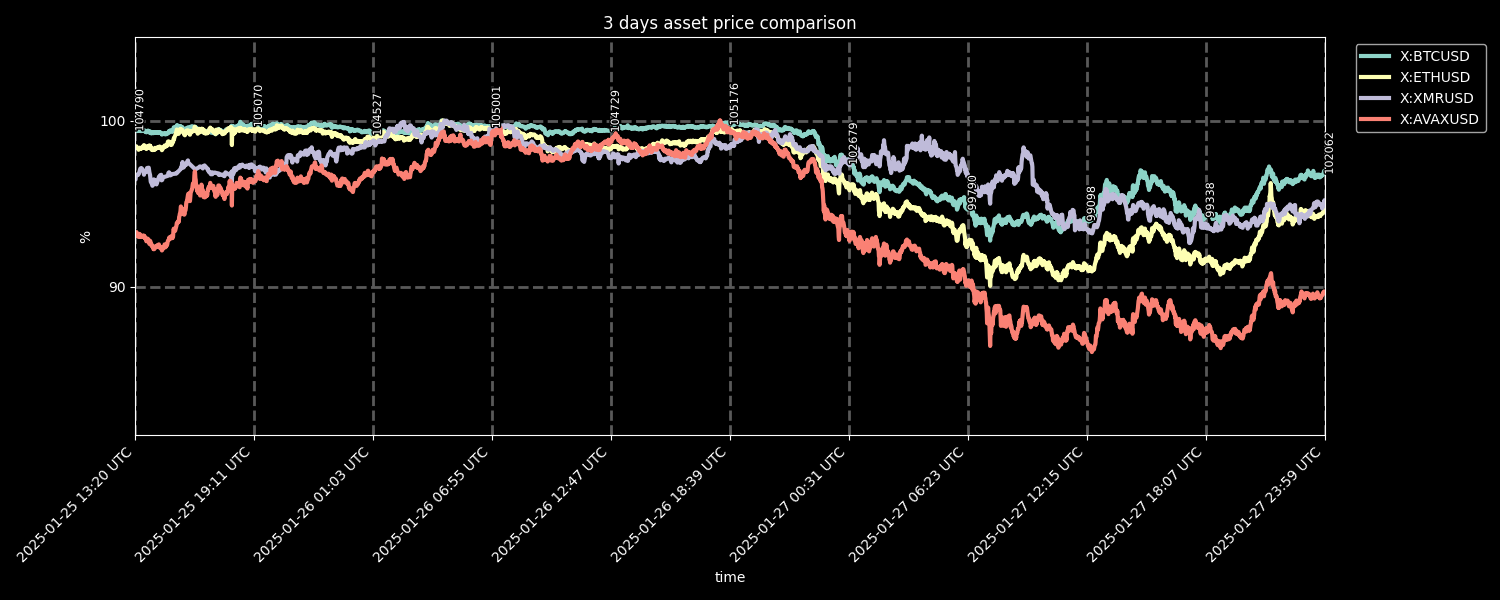 3 days asset price comparison
X:BTCUSD
X:ETHUSD
X:XMRUSD
X:AVAXUSD
100
90
%
104790
105070
104527
105001
104729
105176
102679
99790
99098
99338
102062
2025-01-25 13:20 UTC
2025-01-25 19:11 UTC
2025-01-26 01:03 UTC
2025-01-26 06:55 UTC
2025-01-26 12:47 UTC
2025-01-26 18:39 UTC
2025-01-27 00:31 UTC
2025-01-27 06:23 UTC
2025-01-27 12:15 UTC
2025-01-27 18:07 UTC
2025-01-27 23:59 UTC
time